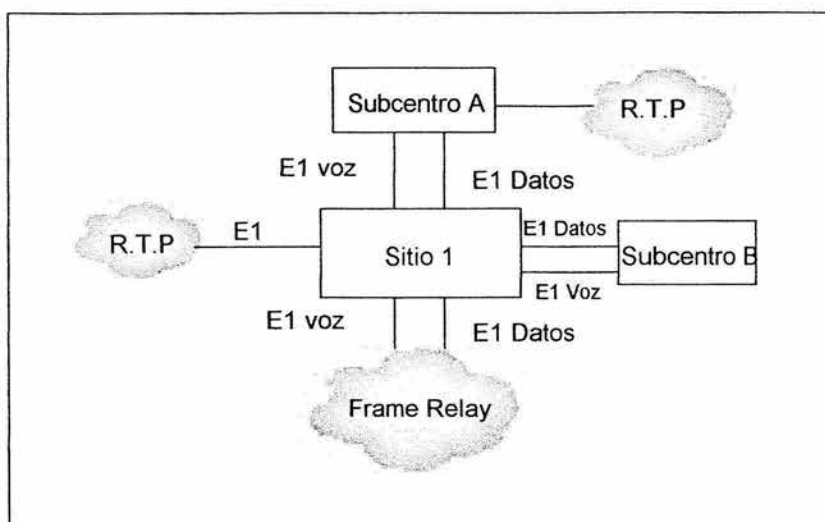 Subcentro A
R.T.P
E1 voz
E1 Datos
R.T.P
E1
Sitio 1
E1 Datos
Subcentro B
E1 Voz
E1 voz
E1 Datos
Frame Relay